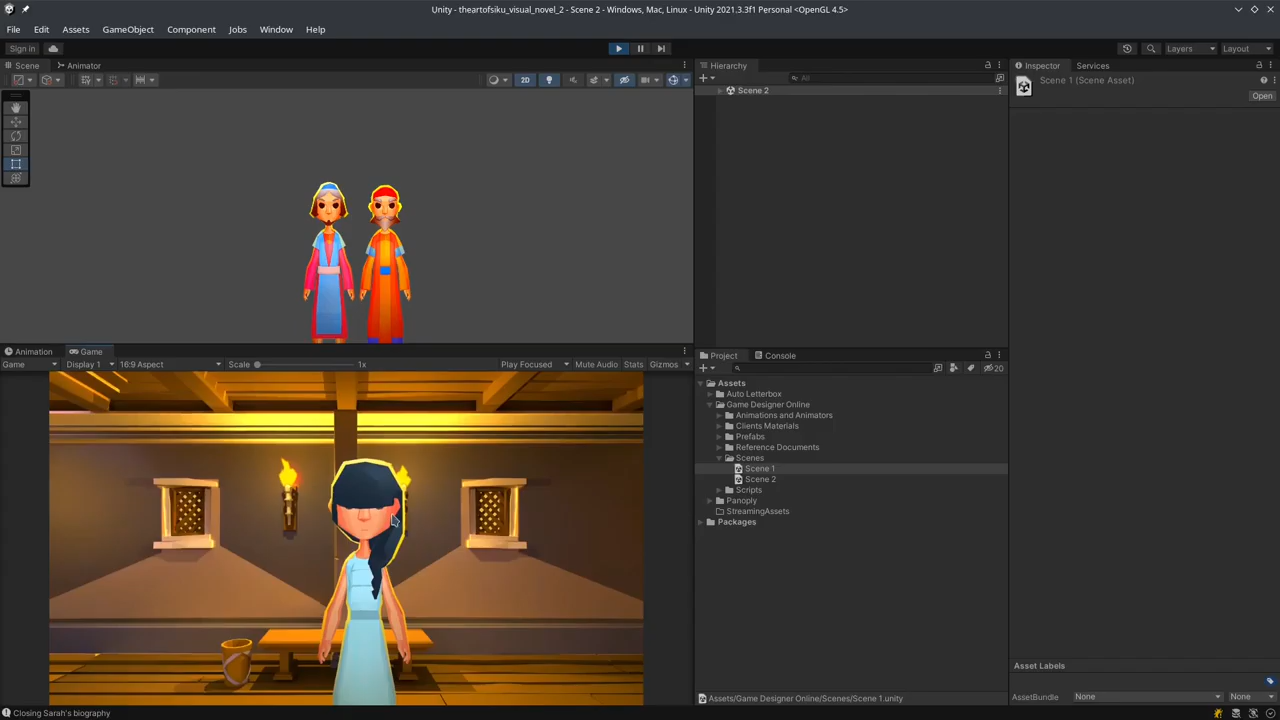 Unity - theartofsiku_visual_novel_2 - Scene 2 - Windows, Mac, Linux - Unity 2021.3.3f1 Personal <OpenGL 4.5>
File Edit Assets GameObject Component Jobs Window Help
Sign in Layers Layout
Scene Animator
2D
Hierarchy
All
Scene 2
Inspector Services
Scene 1 (Scene Asset)
Open
Animation Game
Game Display 1 16:9 Aspect Scale 1x Play Focused Mute Audio Stats Gizmos
Project Console
20
Assets
Auto Letterbox
Game Designer Online
Animations and Animators
Clients Materials
Prefabs
Reference Documents
Scenes
Scene 1
Scene 2
Scripts
Panoply
StreamingAssets
Packages
Assets/Game Designer Online/Scenes/Scene 1.unity
Asset Labels
AssetBundle None None
Closing Sarah's biography